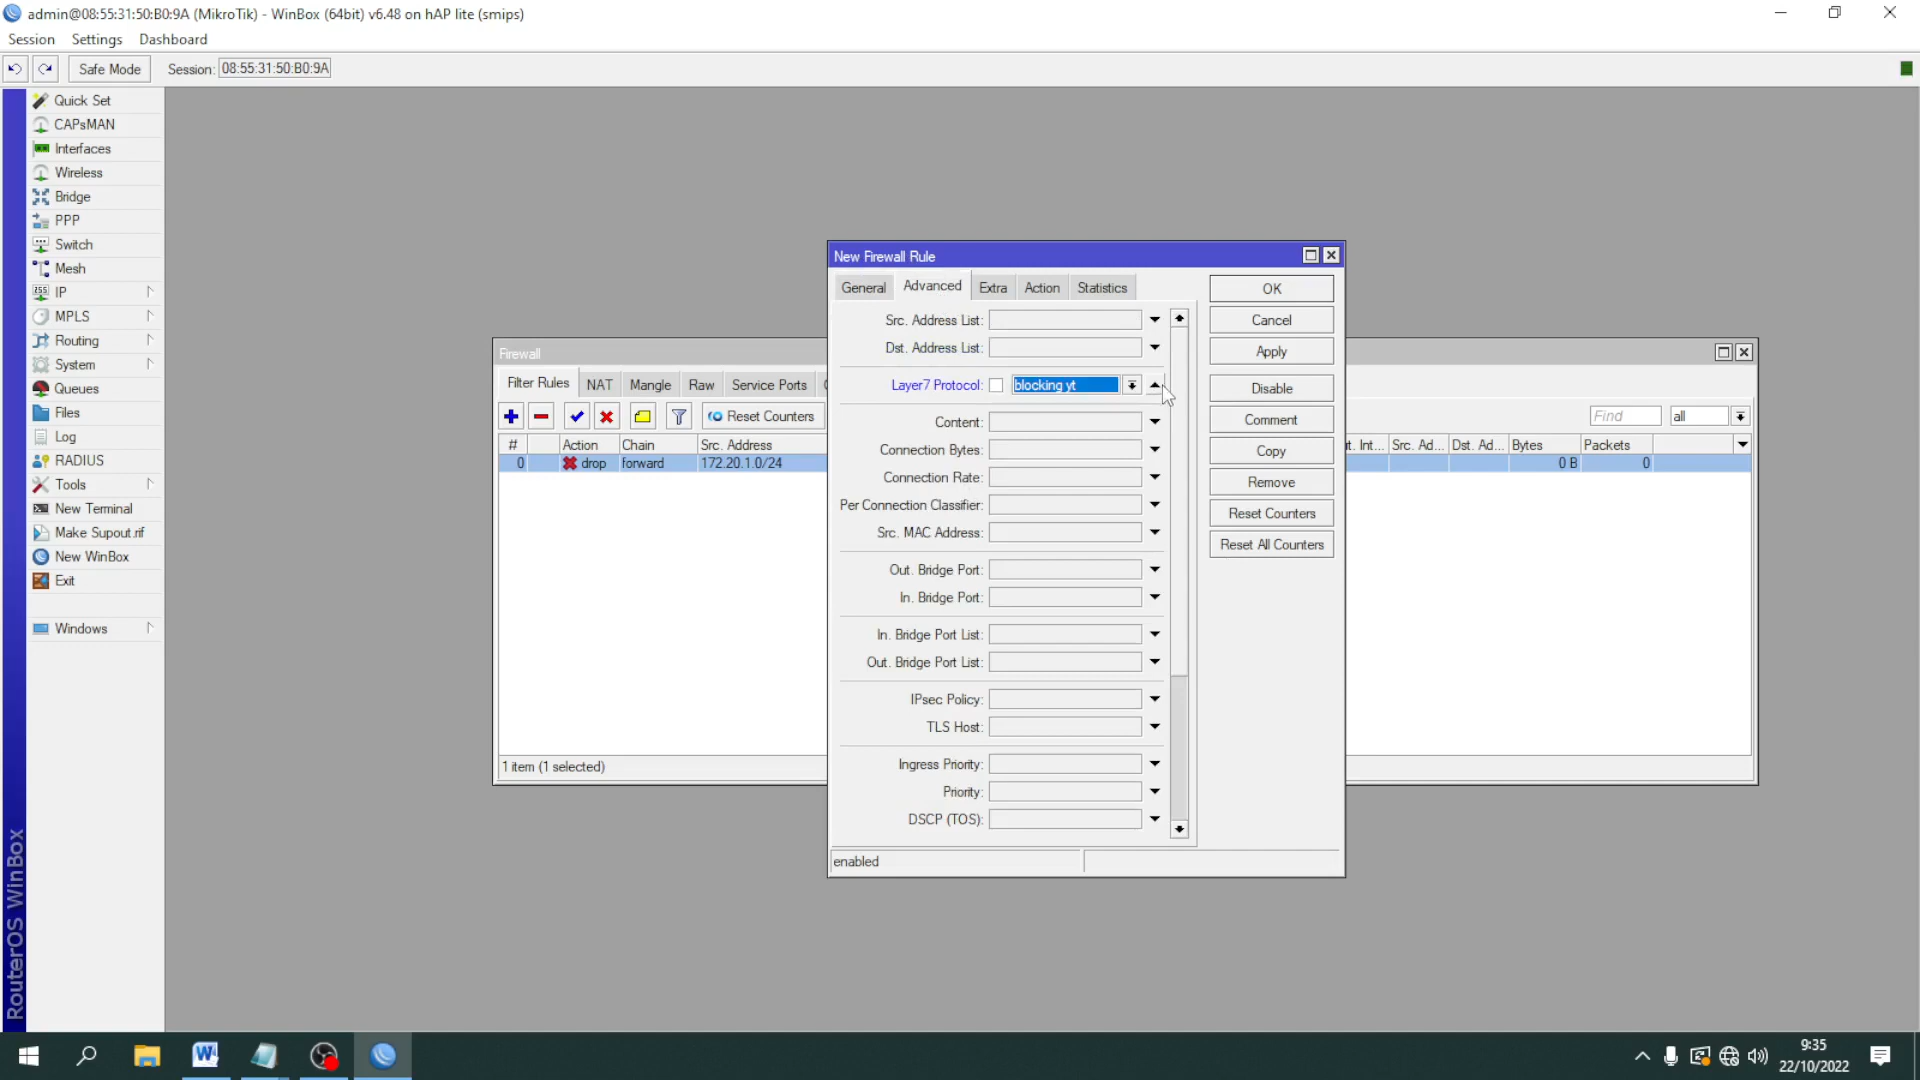 admin@08:55:31:50:B0:9A (MikroTik) - WinBox (64bit) v6.48 on hAP lite (smips)
Session Settings Dashboard
Safe Mode Session: 08:55:31:50:B0:9A
Quick Set
CAPsMAN
Interfaces
Wireless
Bridge
PPP
Switch
Mesh
IP
MPLS
Routing
System
Queues
Files
Log
RADIUS
Tools
New Terminal
Make Supout.rif
New WinBox
Exit
Windows
RouterOS WinBox
Firewall
Filter Rules NAT Mangle Raw Service Ports
Reset Counters
Find all
# Action Chain Src. Address
t. Int... Src. Ad... Dst. Ad... Bytes Packets
0 drop forward 172.20.1.0/24
0 B 0
1 item (1 selected)
New Firewall Rule
General Advanced Extra Action Statistics
Src. Address List:
Dst. Address List:
Layer7 Protocol: blocking yt
Content:
Connection Bytes:
Connection Rate:
Per Connection Classifier:
Src. MAC Address:
Out. Bridge Port:
In. Bridge Port:
In. Bridge Port List:
Out. Bridge Port List:
IPsec Policy:
TLS Host:
Ingress Priority:
Priority:
DSCP (TOS):
enabled
OK
Cancel
Apply
Disable
Comment
Copy
Remove
Reset Counters
Reset All Counters
9:35
22/10/2022